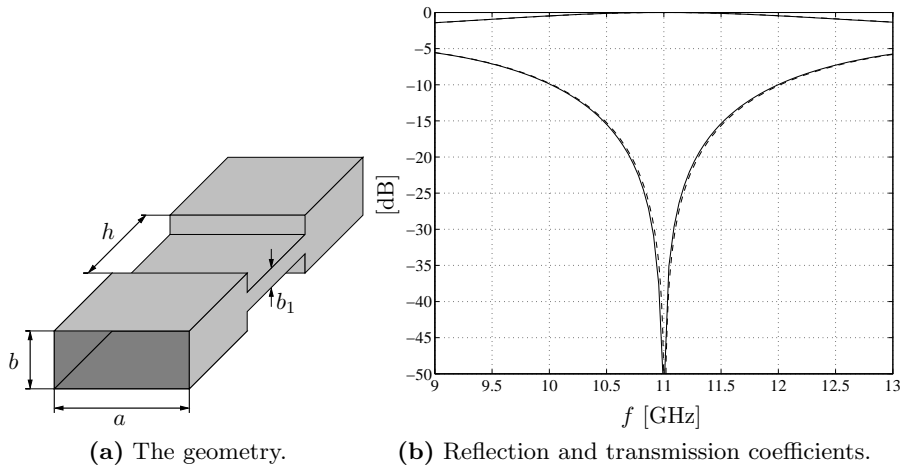 h
b₁
b
a
(a) The geometry.
[dB]
0
−5
−10
−15
−20
−25
−30
−35
−40
−45
−50
9 9.5 10 10.5 11 11.5 12 12.5 13
f [GHz]
(b) Reflection and transmission coefficients.